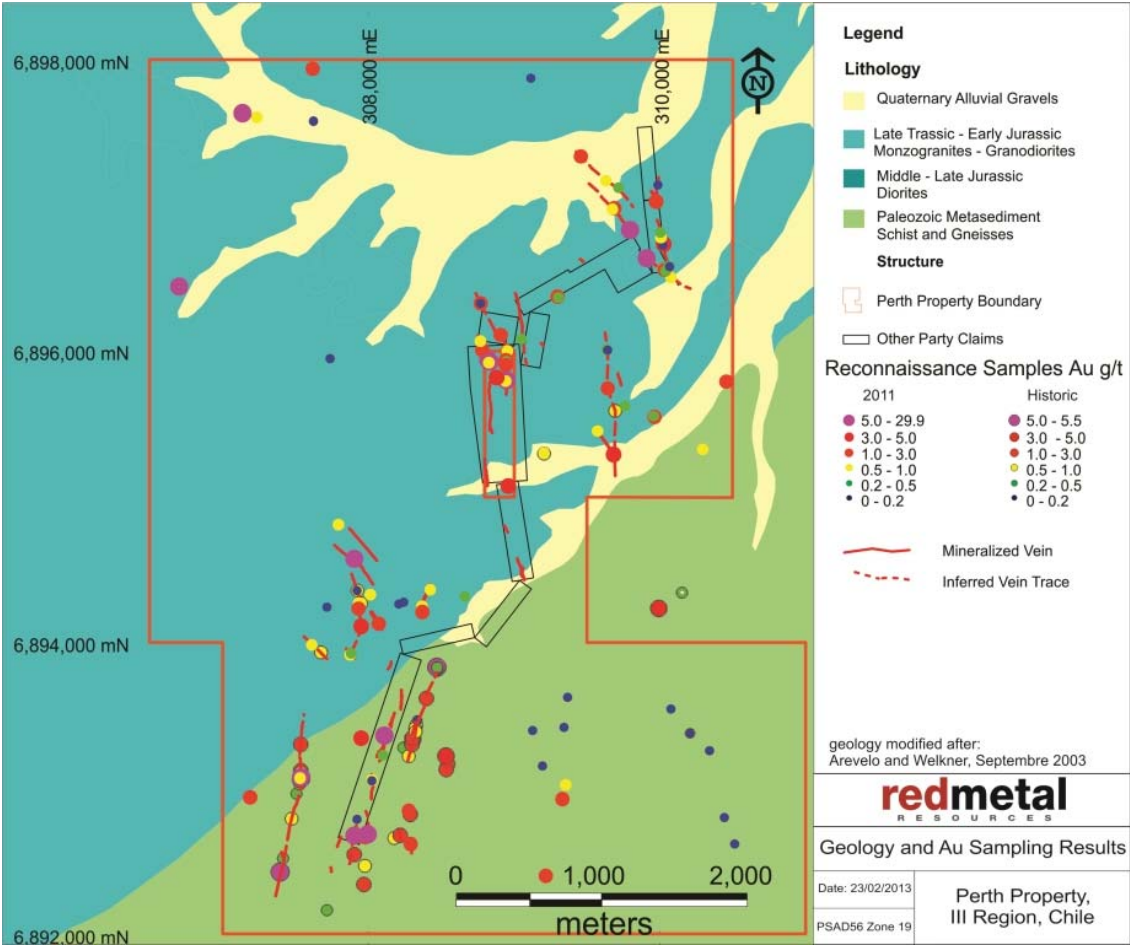 6,898,000 mN
308,000 mE
310,000 mE
N
6,896,000 mN
6,894,000 mN
6,892,000 mN
0
1,000
2,000
meters
Legend
Lithology
Quaternary Alluvial Gravels
Late Trassic - Early Jurassic
Monzogranites - Granodiorites
Middle - Late Jurassic
Diorites
Paleozoic Metasediment
Schist and Gneisses
Structure
Perth Property Boundary
Other Party Claims
Reconnaissance Samples Au g/t
2011 Historic
5.0 - 29.9 5.0 - 5.5
3.0 - 5.0 3.0 - 5.0
1.0 - 3.0 1.0 - 3.0
0.5 - 1.0 0.5 - 1.0
0.2 - 0.5 0.2 - 0.5
0 - 0.2 0 - 0.2
Mineralized Vein
Inferred Vein Trace
geology modified after:
Arevelo and Welkner, Septembre 2003
redmetal
RESOURCES
Geology and Au Sampling Results
Date: 23/02/2013
PSAD56 Zone 19
Perth Property,
III Region, Chile